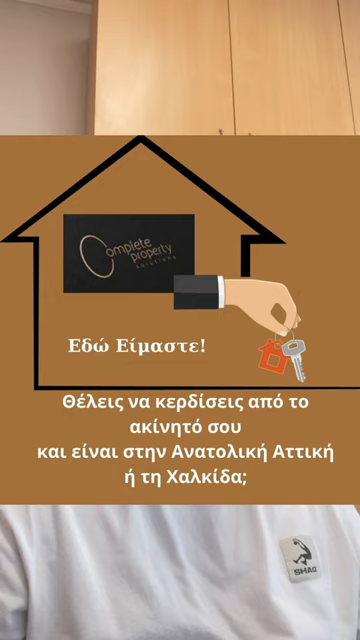 Complete
property
SOLUTIONS
Εδώ Είμαστε!
Θέλεις να κερδίσεις από το
ακίνητό σου
και είναι στην Ανατολική Αττική
ή τη Χαλκίδα;
SHAQ